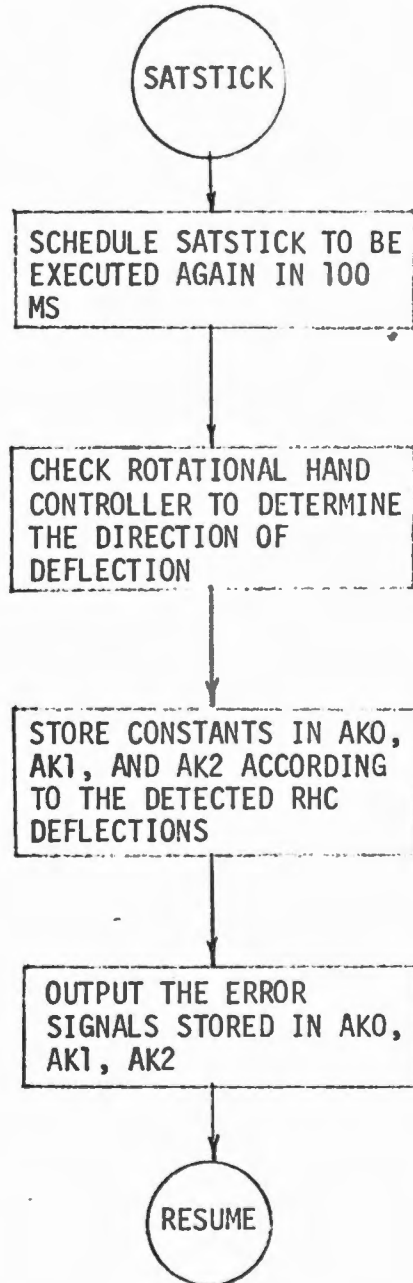 SATSTICK
SCHEDULE SATSTICK TO BE
EXECUTED AGAIN IN 100
MS
CHECK ROTATIONAL HAND
CONTROLLER TO DETERMINE
THE DIRECTION OF
DEFLECTION
STORE CONSTANTS IN AK0,
AK1, AND AK2 ACCORDING
TO THE DETECTED RHC
DEFLECTIONS
OUTPUT THE ERROR
SIGNALS STORED IN AK0,
AK1, AK2
RESUME